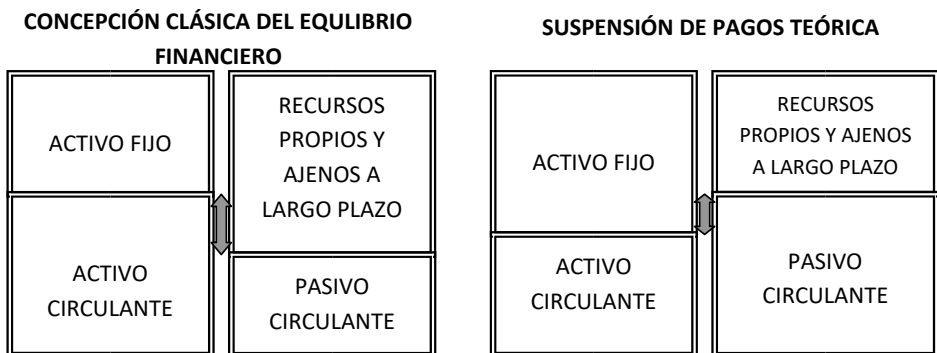 CONCEPCIÓN CLÁSICA DEL EQULIBRIO
FINANCIERO
ACTIVO FIJO
RECURSOS
PROPIOS Y
AJENOS A
LARGO PLAZO
ACTIVO
CIRCULANTE
PASIVO
CIRCULANTE
SUSPENSIÓN DE PAGOS TEÓRICA
ACTIVO FIJO
RECURSOS
PROPIOS Y AJENOS
A LARGO PLAZO
ACTIVO
CIRCULANTE
PASIVO
CIRCULANTE